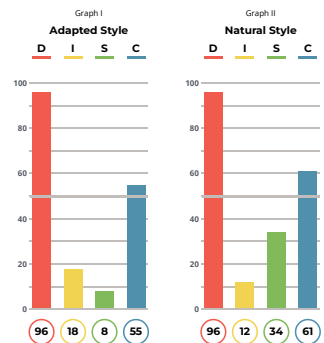 Graph I
Adapted Style
D I S C
100
80
60
40
20
0
96 18 8 55
Graph II
Natural Style
D I S C
100
80
60
40
20
0
96 12 34 61